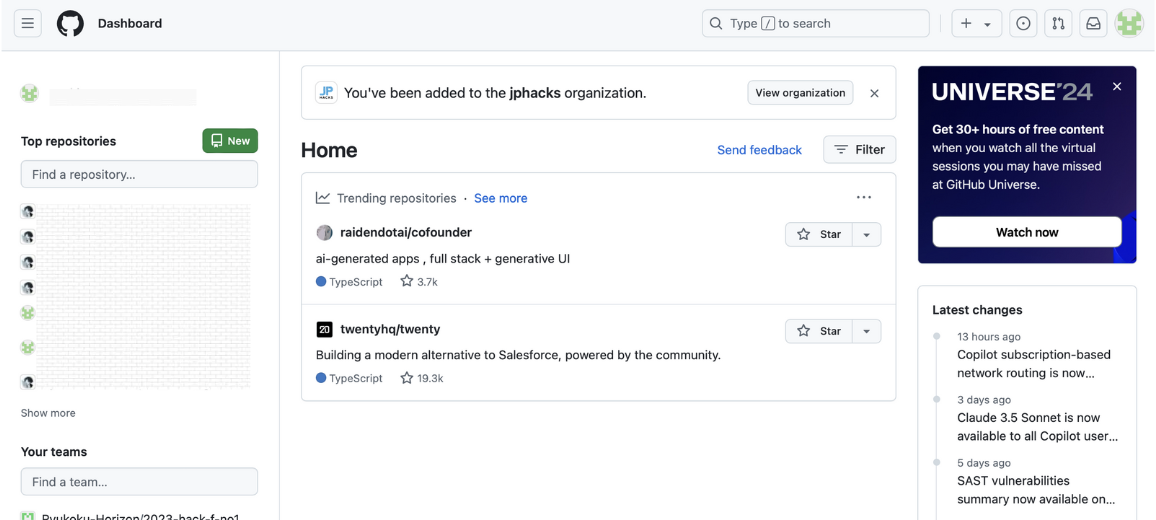 Dashboard
Type / to search
Top repositories
New
Find a repository...
Show more
Your teams
Find a team...
Ryukoku-Horizon/2023-hack-f-no1
JP
HACKS
You've been added to the jphacks organization.
View organization
Home
Send feedback
Filter
Trending repositories · See more
raidendotai/cofounder
Star
ai-generated apps , full stack + generative UI
TypeScript
3.7k
20
twentyhq/twenty
Star
Building a modern alternative to Salesforce, powered by the community.
TypeScript
19.3k
UNIVERSE'24
Get 30+ hours of free content
when you watch all the virtual
sessions you may have missed
at GitHub Universe.
Watch now
Latest changes
13 hours ago
Copilot subscription-based
network routing is now...
3 days ago
Claude 3.5 Sonnet is now
available to all Copilot user...
5 days ago
SAST vulnerabilities
summary now available on...